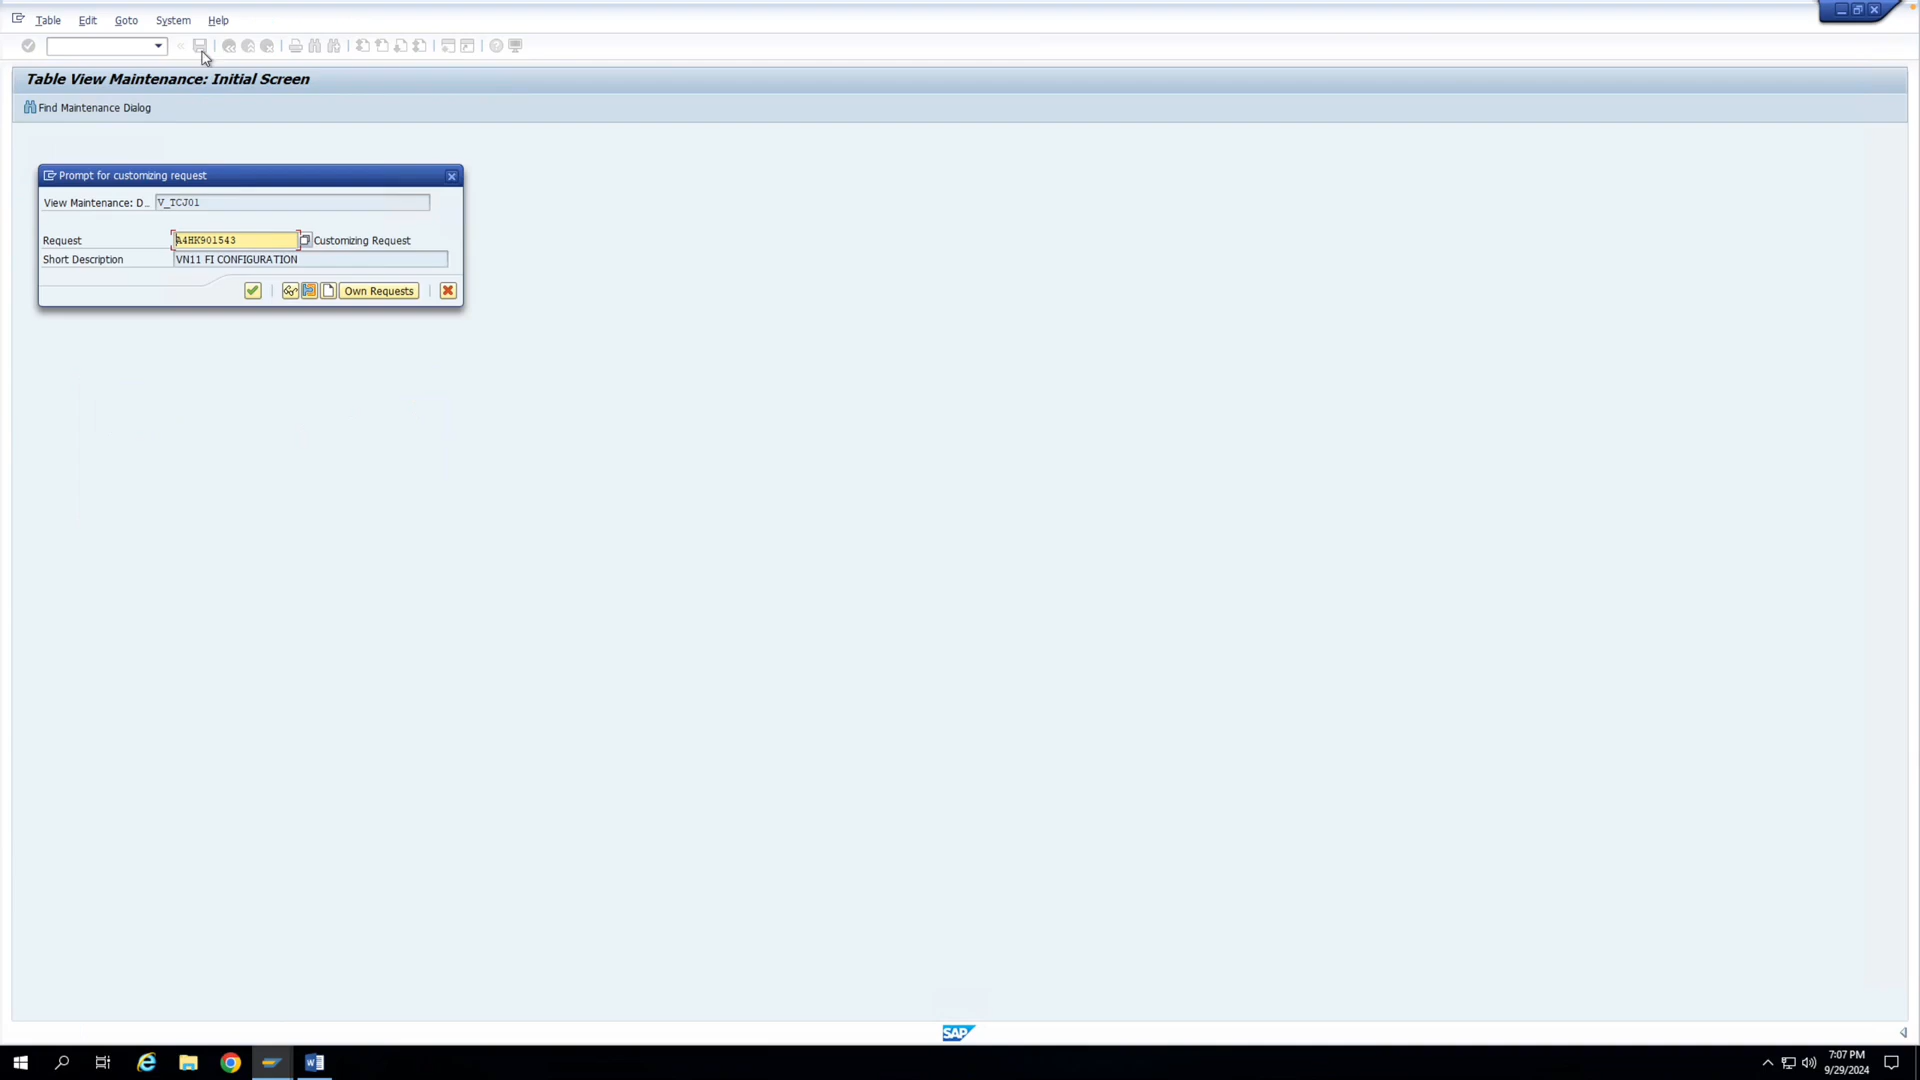 Table Edit Goto System Help
Table View Maintenance: Initial Screen
Find Maintenance Dialog
Prompt for customizing request
View Maintenance: D.. V_TCJ01
Request A4HK901543 Customizing Request
Short Description VN11 FI CONFIGURATION
Own Requests
SAP
7:07 PM
9/29/2024